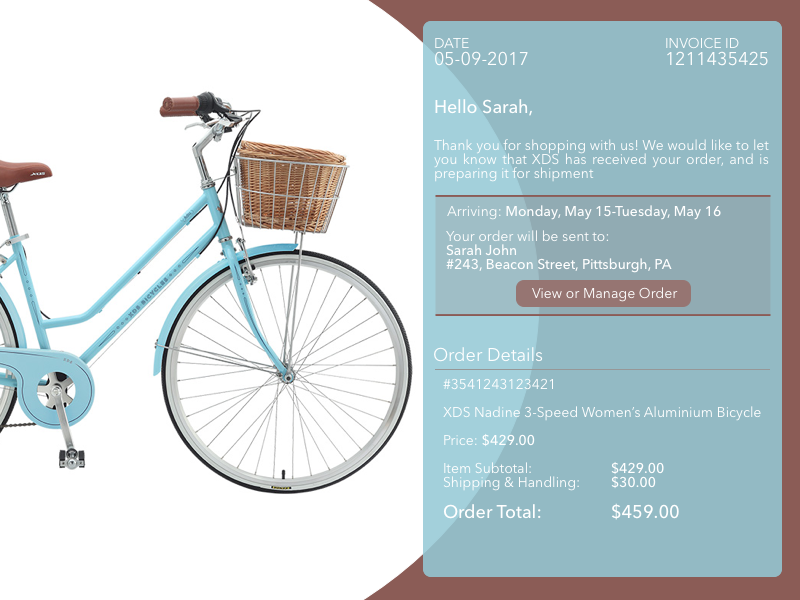 DATE
05-09-2017
INVOICE ID
1211435425
Hello Sarah,
Thank you for shopping with us! We would like to let
you know that XDS has received your order, and is
preparing it for shipment
Arriving: Monday, May 15-Tuesday, May 16
Your order will be sent to:
Sarah John
#243, Beacon Street, Pittsburgh, PA
View or Manage Order
Order Details
#3541243123421
XDS Nadine 3-Speed Women's Aluminium Bicycle
Price: $429.00
Item Subtotal: $429.00
Shipping & Handling: $30.00
Order Total: $459.00
XDS
XDS BICYCLES